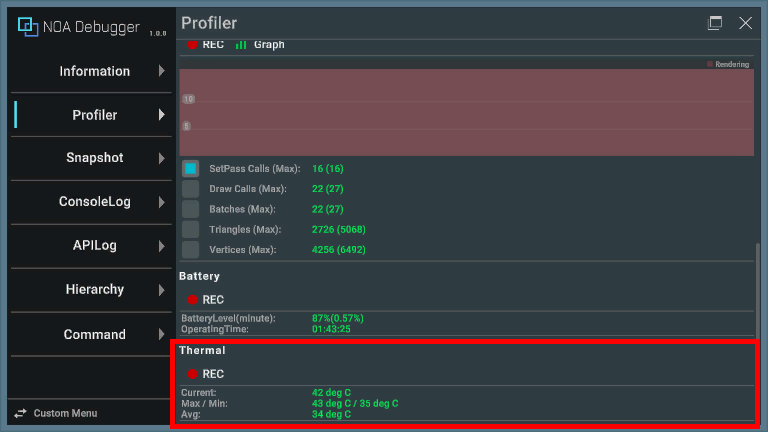 NOA Debugger 1.0.0
Information
Profiler
Snapshot
ConsoleLog
APILog
Hierarchy
Command
Custom Menu
Profiler
REC Graph
Rendering
10
5
SetPass Calls (Max): 16 (16)
Draw Calls (Max): 22 (27)
Batches (Max): 22 (27)
Triangles (Max): 2726 (5068)
Vertices (Max): 4256 (6492)
Battery
REC
BatteryLevel(minute): 87%(0.57%)
OperatingTime: 01:43:25
Thermal
REC
Current: 42 deg C
Max / Min: 43 deg C / 35 deg C
Avg: 34 deg C